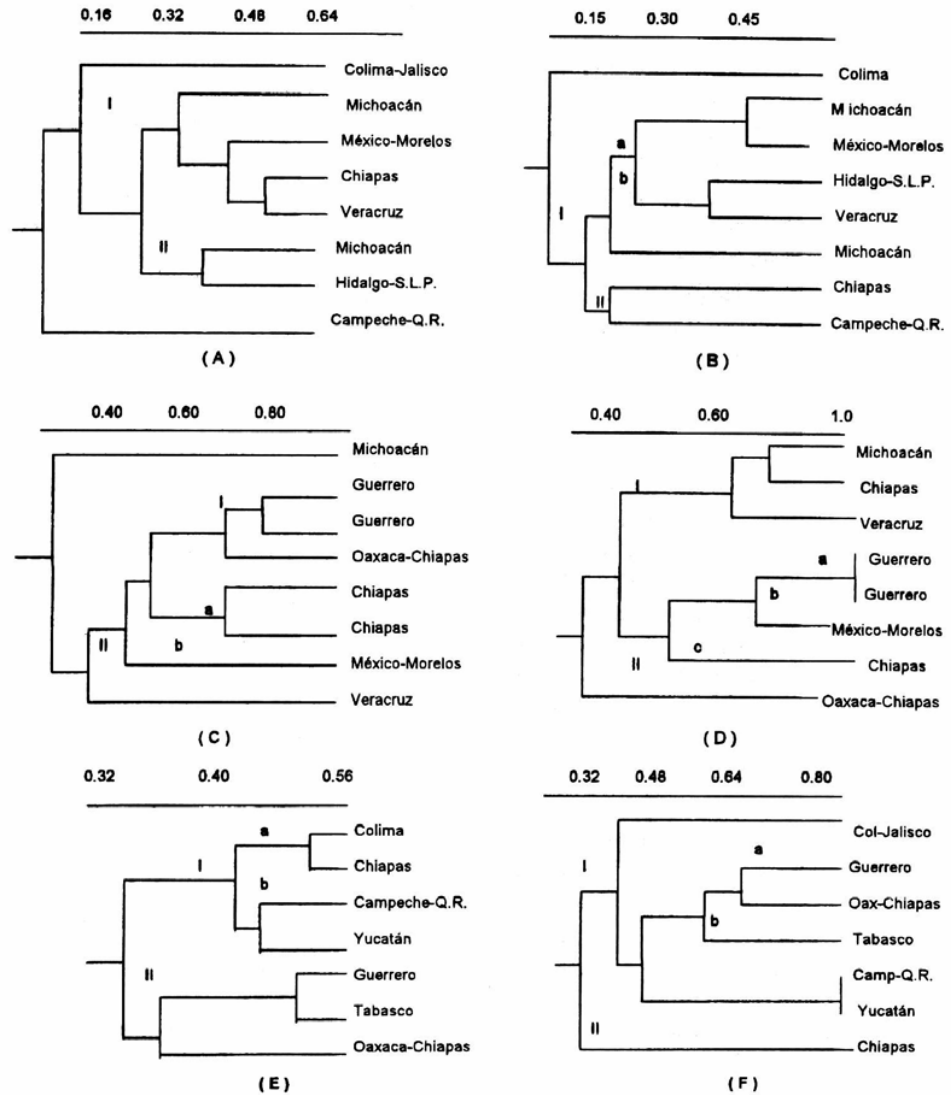 0.16 0.32 0.48 0.64
Colima-Jalisco
I
Michoacán
México-Morelos
Chiapas
Veracruz
II
Michoacán
Hidalgo-S.L.P.
Campeche-Q.R.
(A)
0.15 0.30 0.45
Colima
M ichoacán
a
México-Morelos
b
Hidalgo-S.L.P.
I
Veracruz
Michoacán
Chiapas
II
Campeche-Q.R.
(B)
0.40 0.60 0.80
Michoacán
Guerrero
I
Guerrero
Oaxaca-Chiapas
Chiapas
a
Chiapas
II b
México-Morelos
Veracruz
(C)
0.40 0.60 1.0
Michoacán
I
Chiapas
Veracruz
a
Guerrero
b
Guerrero
México-Morelos
c
II
Chiapas
Oaxaca-Chiapas
(D)
0.32 0.40 0.56
a
Colima
I
Chiapas
b
Campeche-Q.R.
Yucatán
II
Guerrero
Tabasco
Oaxaca-Chiapas
(E)
0.32 0.48 0.64 0.80
Col-Jalisco
a
I
Guerrero
Oax-Chiapas
b
Tabasco
Camp-Q.R.
Yucatán
II
Chiapas
(F)